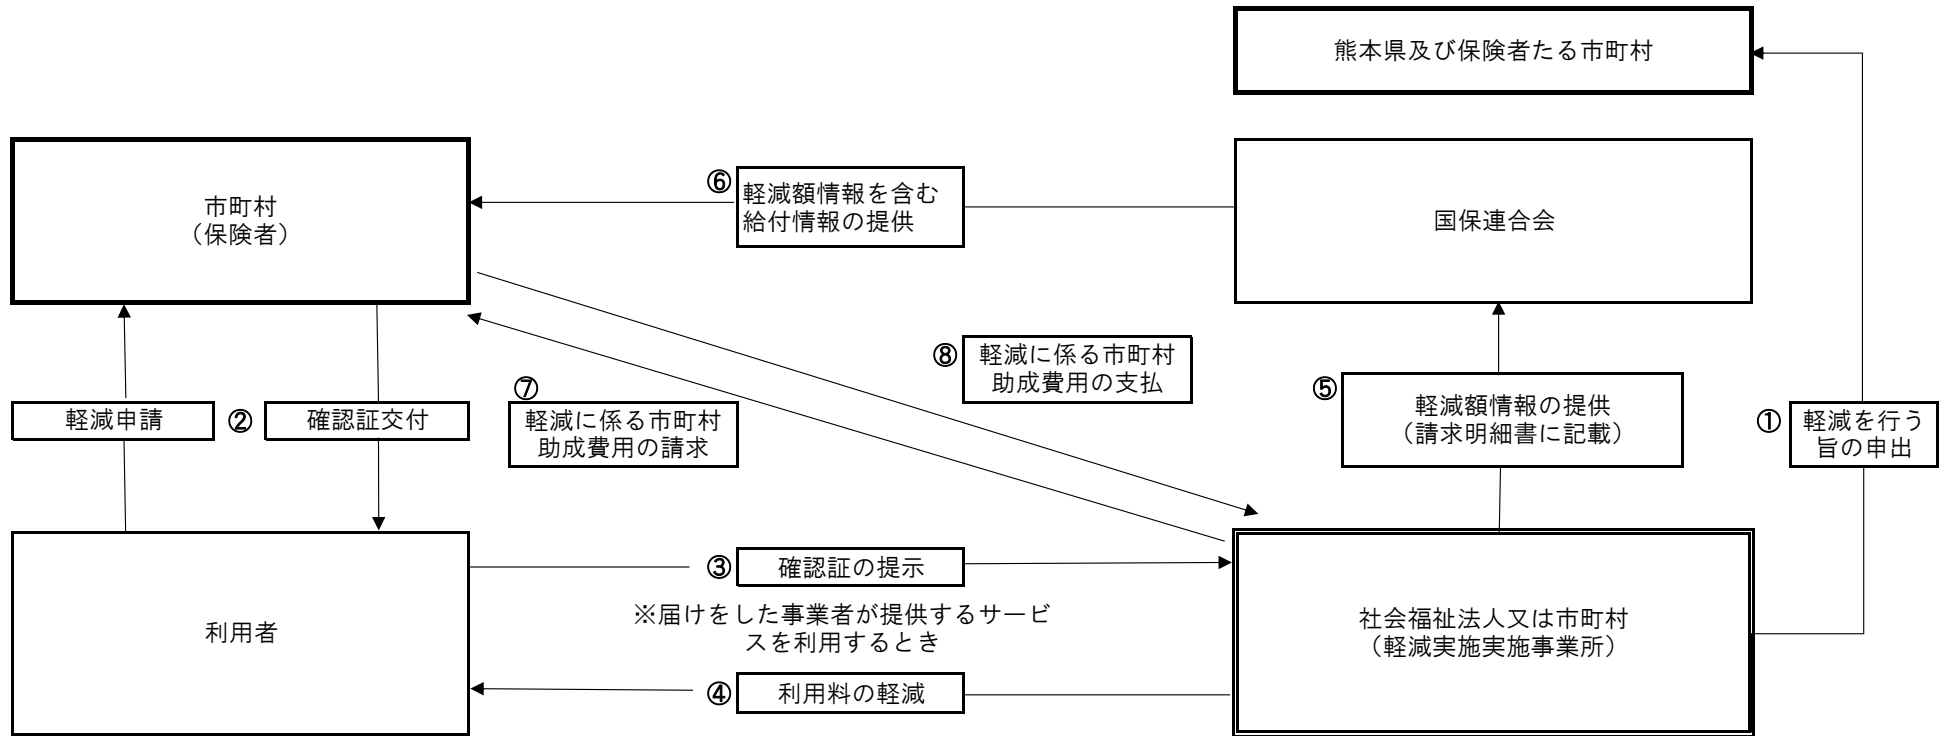 熊本県及び保険者たる市町村
市町村
（保険者）
⑥
軽減額情報を含む
給付情報の提供
国保連合会
⑧
軽減に係る市町村
助成費用の支払
⑦
軽減に係る市町村
助成費用の請求
⑤
軽減額情報の提供
（請求明細書に記載）
①
軽減を行う
旨の申出
軽減申請
②
確認証交付
③
確認証の提示
※届けをした事業者が提供するサービ
スを利用するとき
④
利用料の軽減
利用者
社会福祉法人又は市町村
（軽減実施実施事業所）